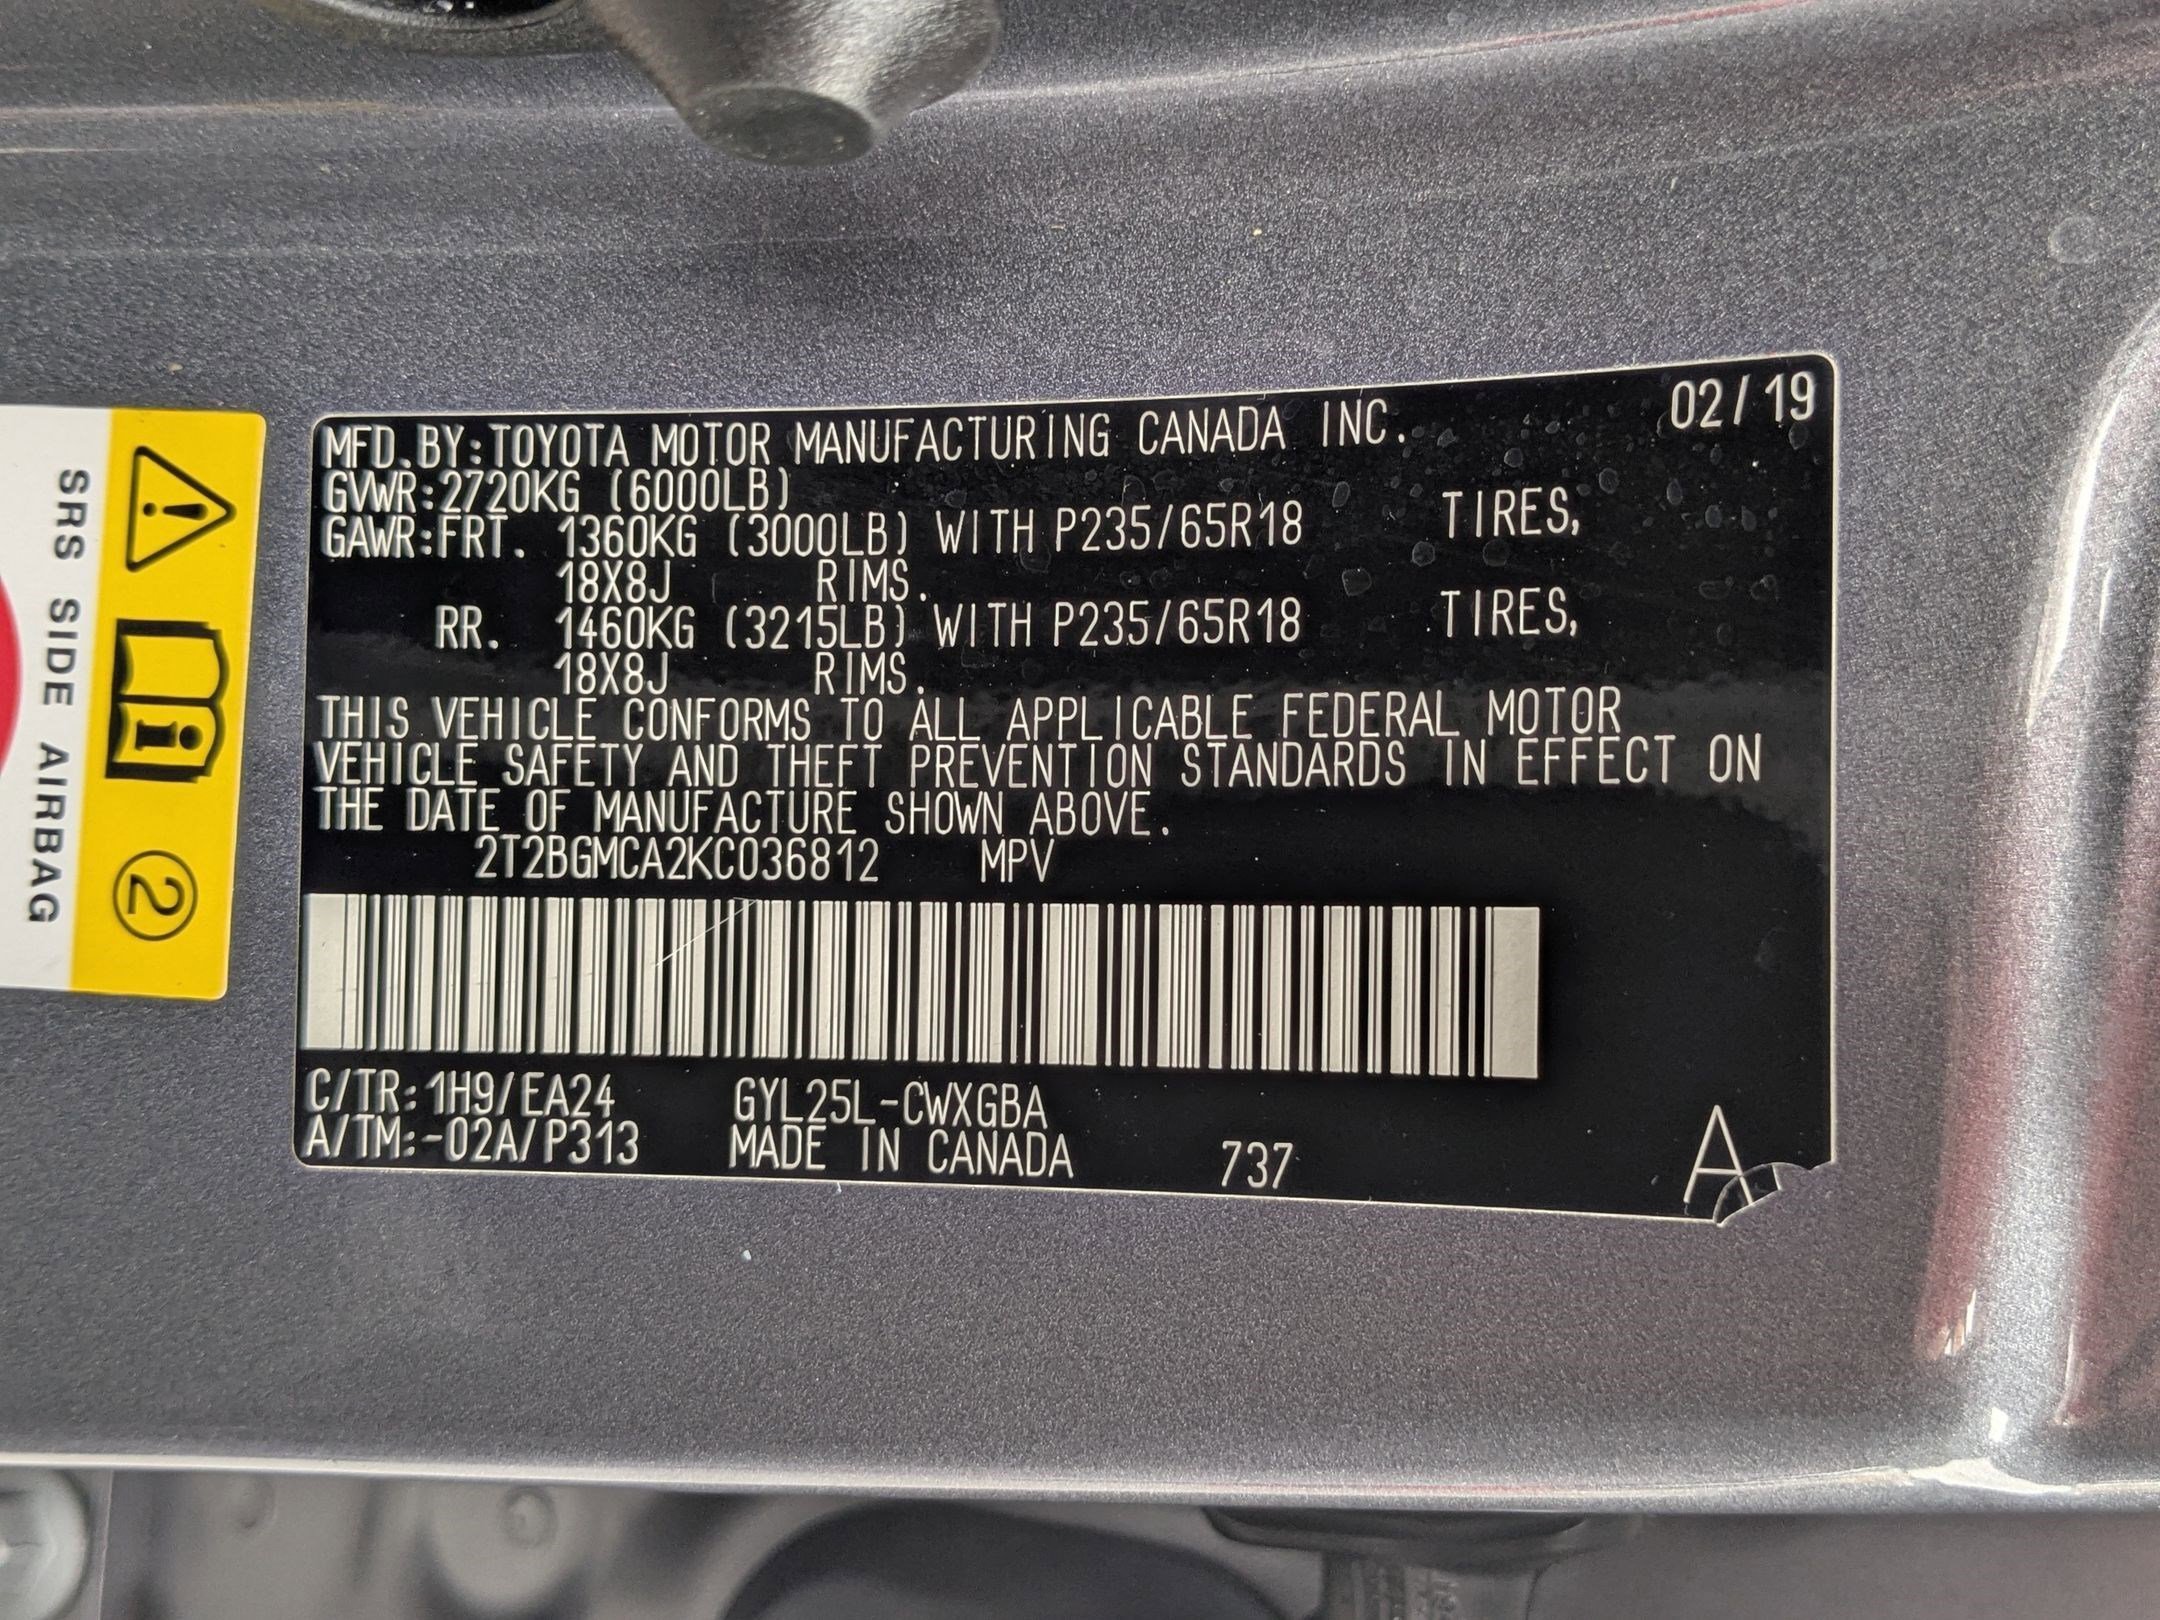 MFD.BY:TOYOTA MOTOR MANUFACTURING CANADA INC. 02/19
GVWR:2720KG (6000LB)
GAWR:FRT. 1360KG (3000LB) WITH P235/65R18 TIRES,
18X8J RIMS.
RR. 1460KG (3215LB) WITH P235/65R18 TIRES,
18X8J RIMS.
THIS VEHICLE CONFORMS TO ALL APPLICABLE FEDERAL MOTOR
VEHICLE SAFETY AND THEFT PREVENTION STANDARDS IN EFFECT ON
THE DATE OF MANUFACTURE SHOWN ABOVE.
2T2BGMCA2KC036812 MPV
C/TR:1H9/EA24 GYL25L-CWXGBA
A/TM:-02A/P313 MADE IN CANADA 737 A
SRS SIDE AIRBAG
2